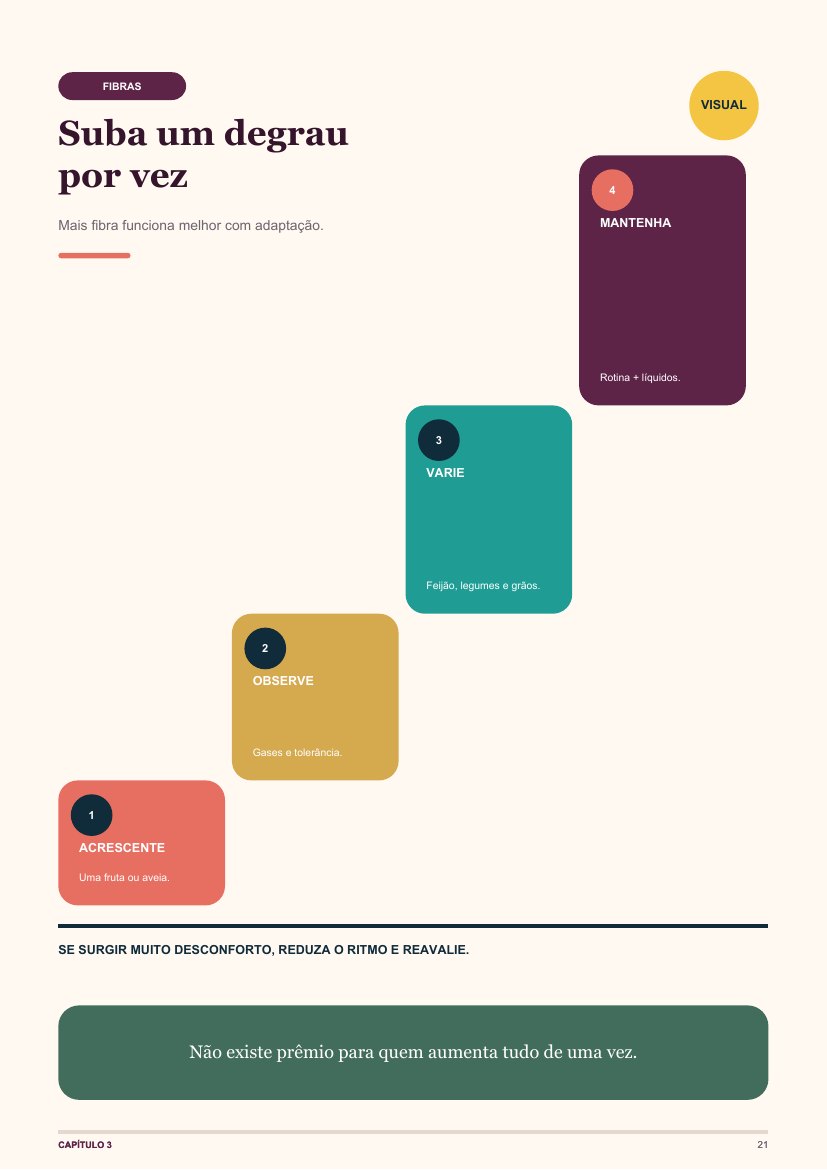 FIBRAS
VISUAL
Suba um degrau
por vez
Mais fibra funciona melhor com adaptação.
4
MANTENHA
Rotina + líquidos.
3
VARIE
Feijão, legumes e grãos.
2
OBSERVE
Gases e tolerância.
1
ACRESCENTE
Uma fruta ou aveia.
SE SURGIR MUITO DESCONFORTO, REDUZA O RITMO E REAVALIE.
Não existe prêmio para quem aumenta tudo de uma vez.
CAPÍTULO 3
21